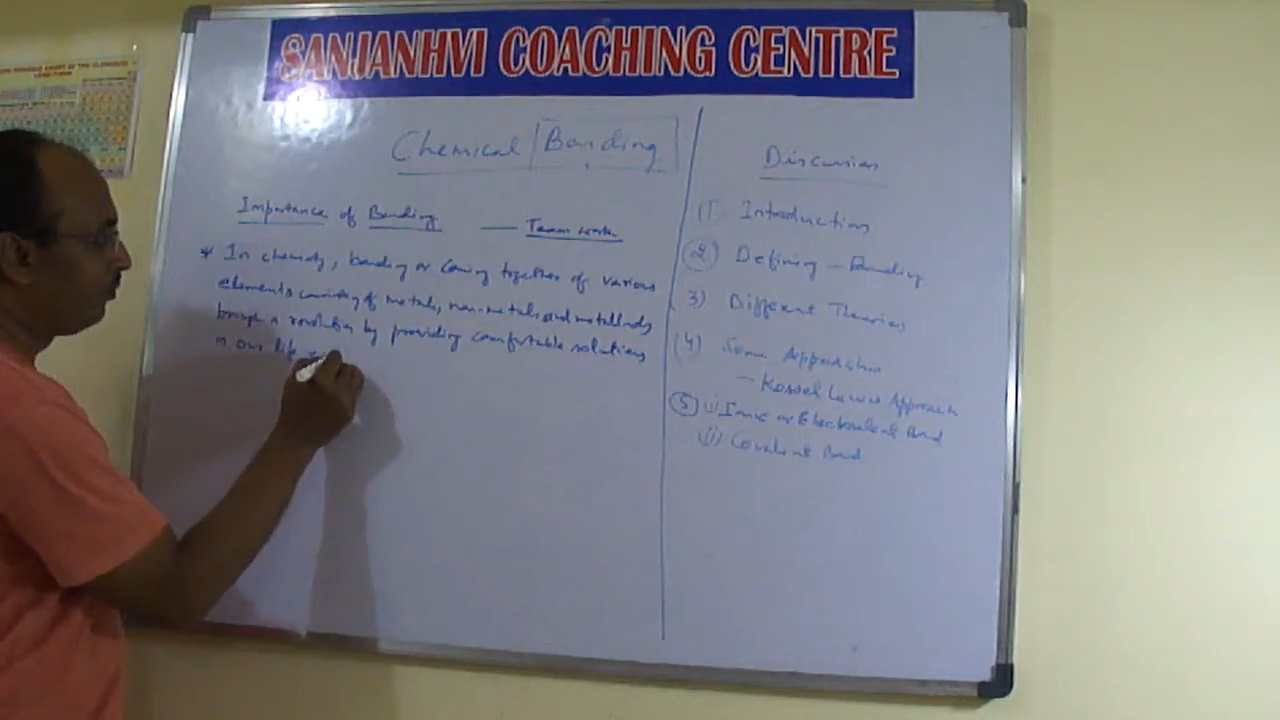 SANJANHVI COACHING CENTRE
Chemical Bonding
Importance of Bonding — Team work
* In chemistry, bonding or coming together of various
elements consisting of metals, non-metals and metalloids
brough a revolution by providing comfortable solutions
in our life
Discussion
(1) Introduction
(2) Defining - Bonding
3) Different Theories
(4) Some Approaches
- Kossel Lewis Approach
(5) i) Ionic or Electrovalent Bond
(ii) Covalent Bond